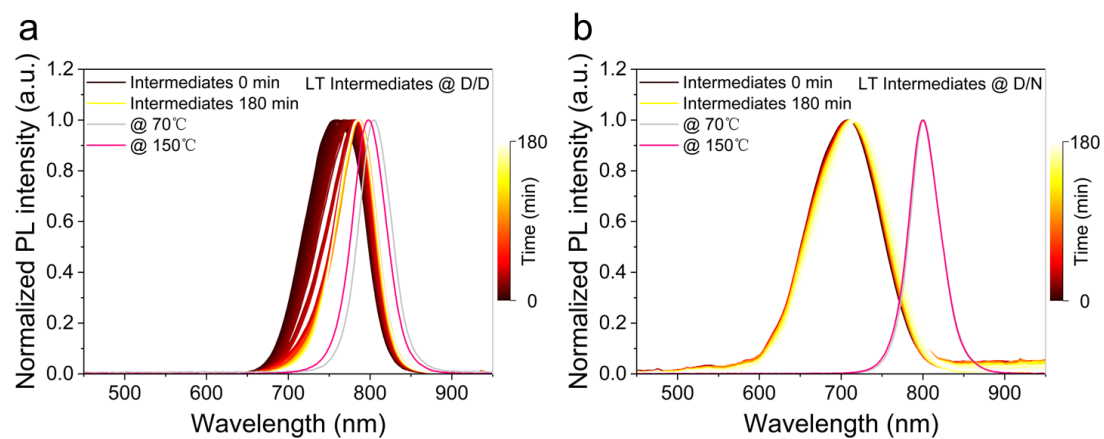 a
Normalized PL intensity (a.u.)
1.2
1.0
0.8
0.6
0.4
0.2
0.0
Intermediates 0 min
Intermediates 180 min
@ 70℃
@ 150℃
LT Intermediates @ D/D
500
600
700
800
900
Wavelength (nm)
180
0
Time (min)
b
Normalized PL intensity (a.u.)
1.2
1.0
0.8
0.6
0.4
0.2
0.0
Intermediates 0 min
Intermediates 180 min
@ 70℃
@ 150℃
LT Intermediates @ D/N
500
600
700
800
900
Wavelength (nm)
180
0
Time (min)